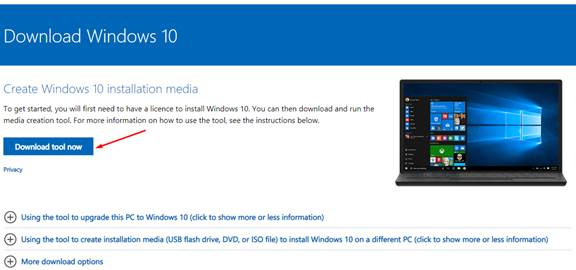 Download Windows 10
Create Windows 10 installation media
To get started, you will first need to have a licence to install Windows 10. You can then download and run the
media creation tool. For more information on how to use the tool, see the instructions below.
Download tool now
Privacy
Using the tool to upgrade this PC to Windows 10 (click to show more or less information)
Using the tool to create installation media (USB flash drive, DVD, or ISO file) to install Windows 10 on a different PC (click to show more or less information)
More download options